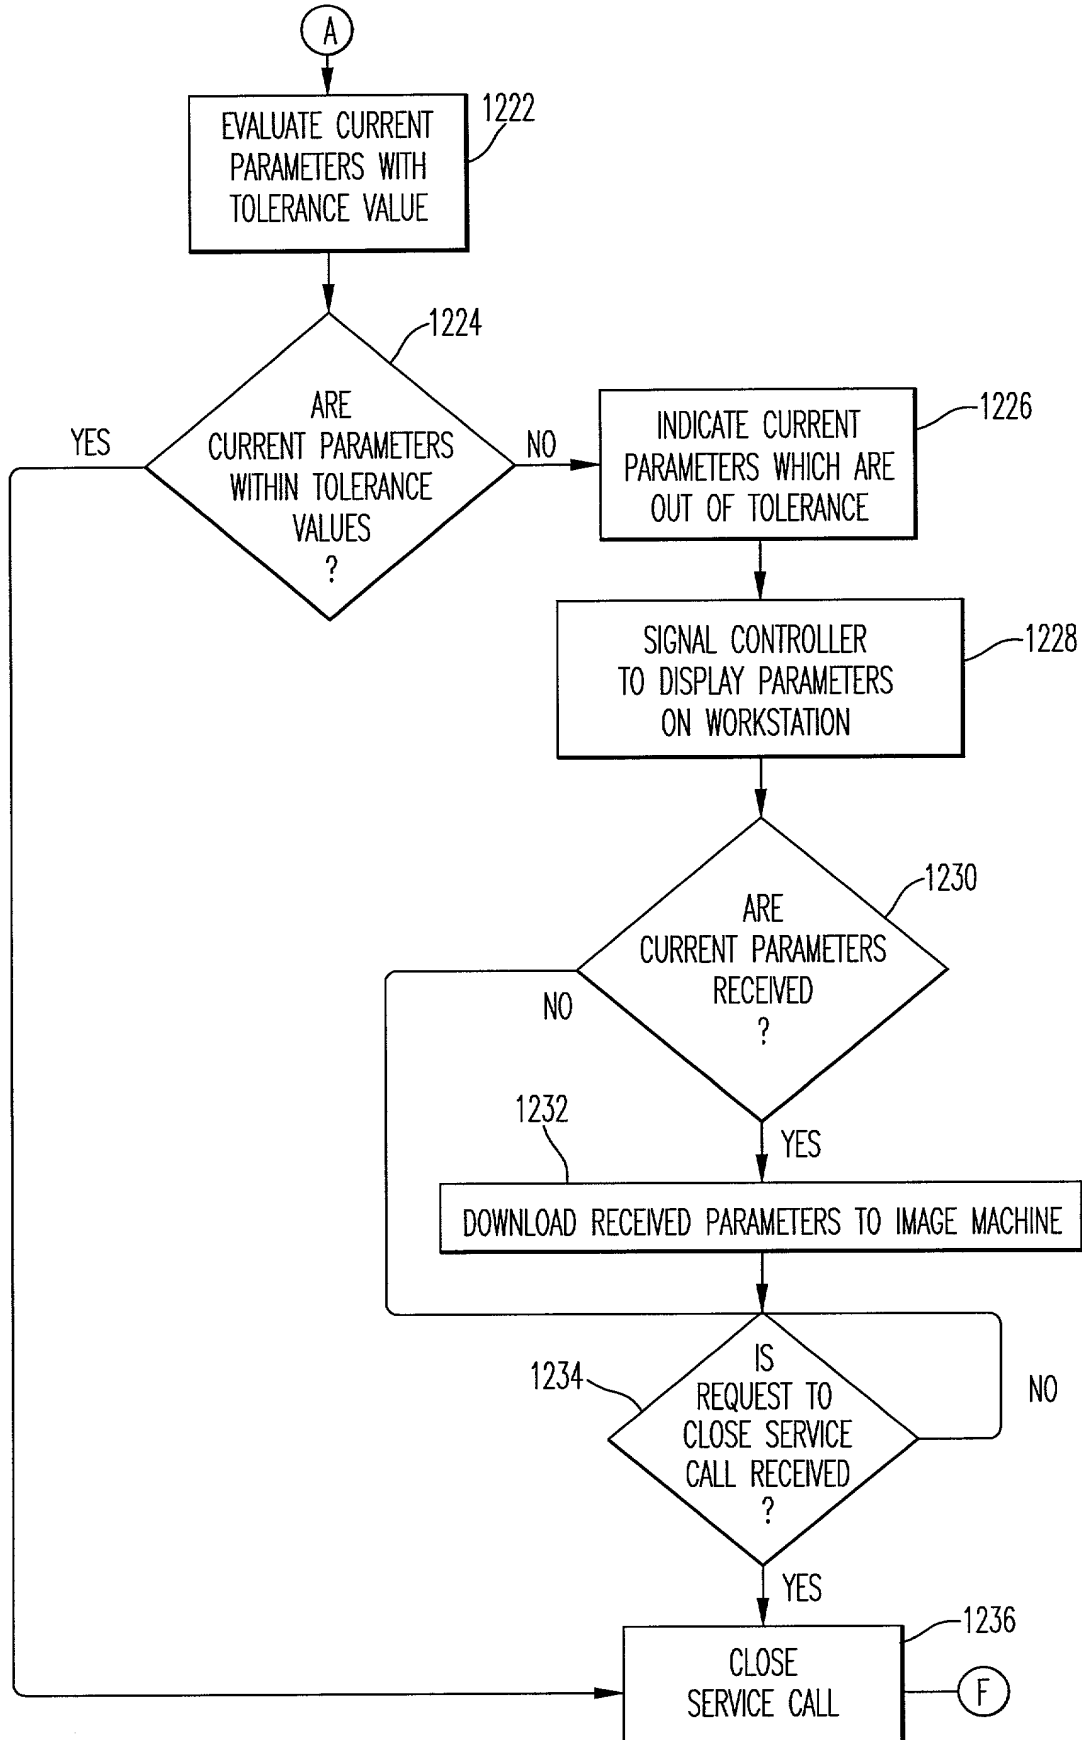 A
EVALUATE CURRENT
PARAMETERS WITH
TOLERANCE VALUE
1222
1224
ARE
CURRENT PARAMETERS
WITHIN TOLERANCE
VALUES
?
YES
NO
INDICATE CURRENT
PARAMETERS WHICH ARE
OUT OF TOLERANCE
1226
SIGNAL CONTROLLER
TO DISPLAY PARAMETERS
ON WORKSTATION
1228
ARE
CURRENT PARAMETERS
RECEIVED
?
1230
NO
YES
1232
DOWNLOAD RECEIVED PARAMETERS TO IMAGE MACHINE
IS
REQUEST TO
CLOSE SERVICE
CALL RECEIVED
?
1234
NO
YES
1236
CLOSE
SERVICE CALL
F